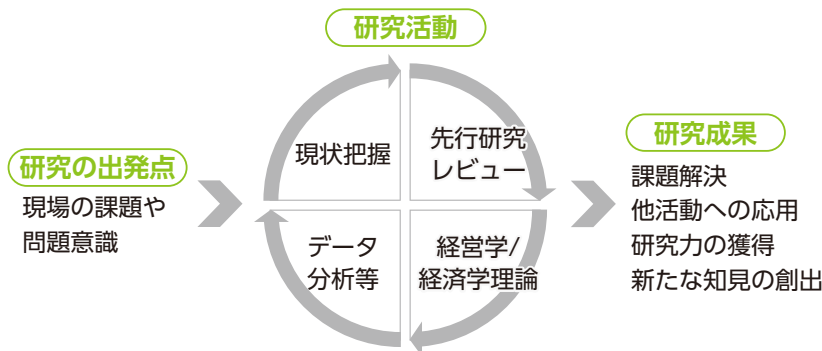 研究活動
研究の出発点
現場の課題や
問題意識
現状把握
先行研究
レビュー
データ
分析等
経営学/
経済学理論
研究成果
課題解決
他活動への応用
研究力の獲得
新たな知見の創出